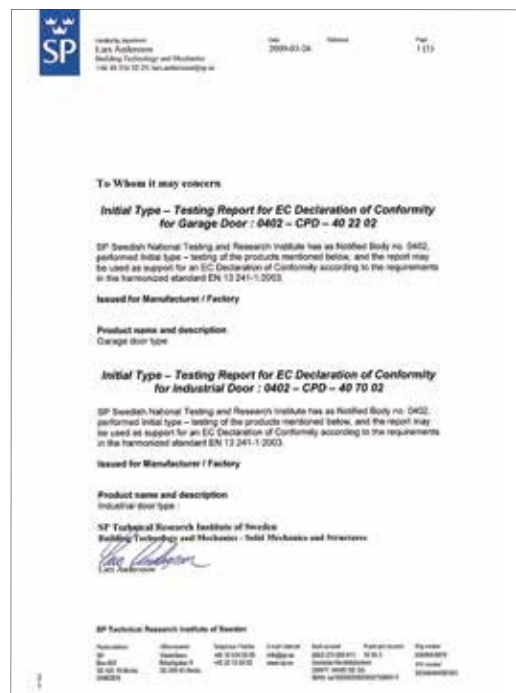 SP
Lars Andersson
Building Technology and Mechanics
Date
Reference
Page
2009-03-26
1 (1)
To Whom it may concern
Initial Type – Testing Report for EC Declaration of Conformity
for Garage Door : 0402 – CPD – 40 22 02
SP Swedish National Testing and Research Institute has as Notified Body no. 0402,
performed Initial type – testing of the products mentioned below, and the report may
be used as support for an EC Declaration of Conformity according to the requirements
in the harmonized standard EN 13 241-1:2003.
Issued for Manufacturer / Factory
Product name and description
Garage door type
Initial Type – Testing Report for EC Declaration of Conformity
for Industrial Door : 0402 – CPD – 40 70 02
SP Swedish National Testing and Research Institute has as Notified Body no. 0402,
performed Initial type – testing of the products mentioned below, and the report may
be used as support for an EC Declaration of Conformity according to the requirements
in the harmonized standard EN 13 241-1:2003.
Issued for Manufacturer / Factory
Product name and description
Industrial door type :
SP Technical Research Institute of Sweden
Building Technology and Mechanics - Solid Mechanics and Structures
Lars Andersson
SP Technical Research Institute of Sweden